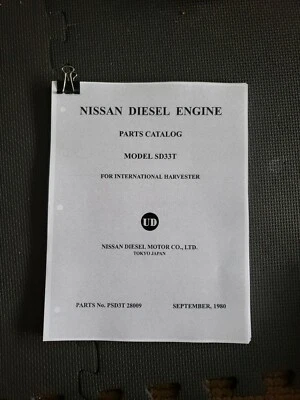 NISSAN DIESEL ENGINE
PARTS CATALOG
MODEL SD33T
FOR INTERNATIONAL HARVESTER
UD
NISSAN DIESEL MOTOR CO., LTD.
TOKYO JAPAN
PARTS No. PSD3T 28009 SEPTEMBER, 1980